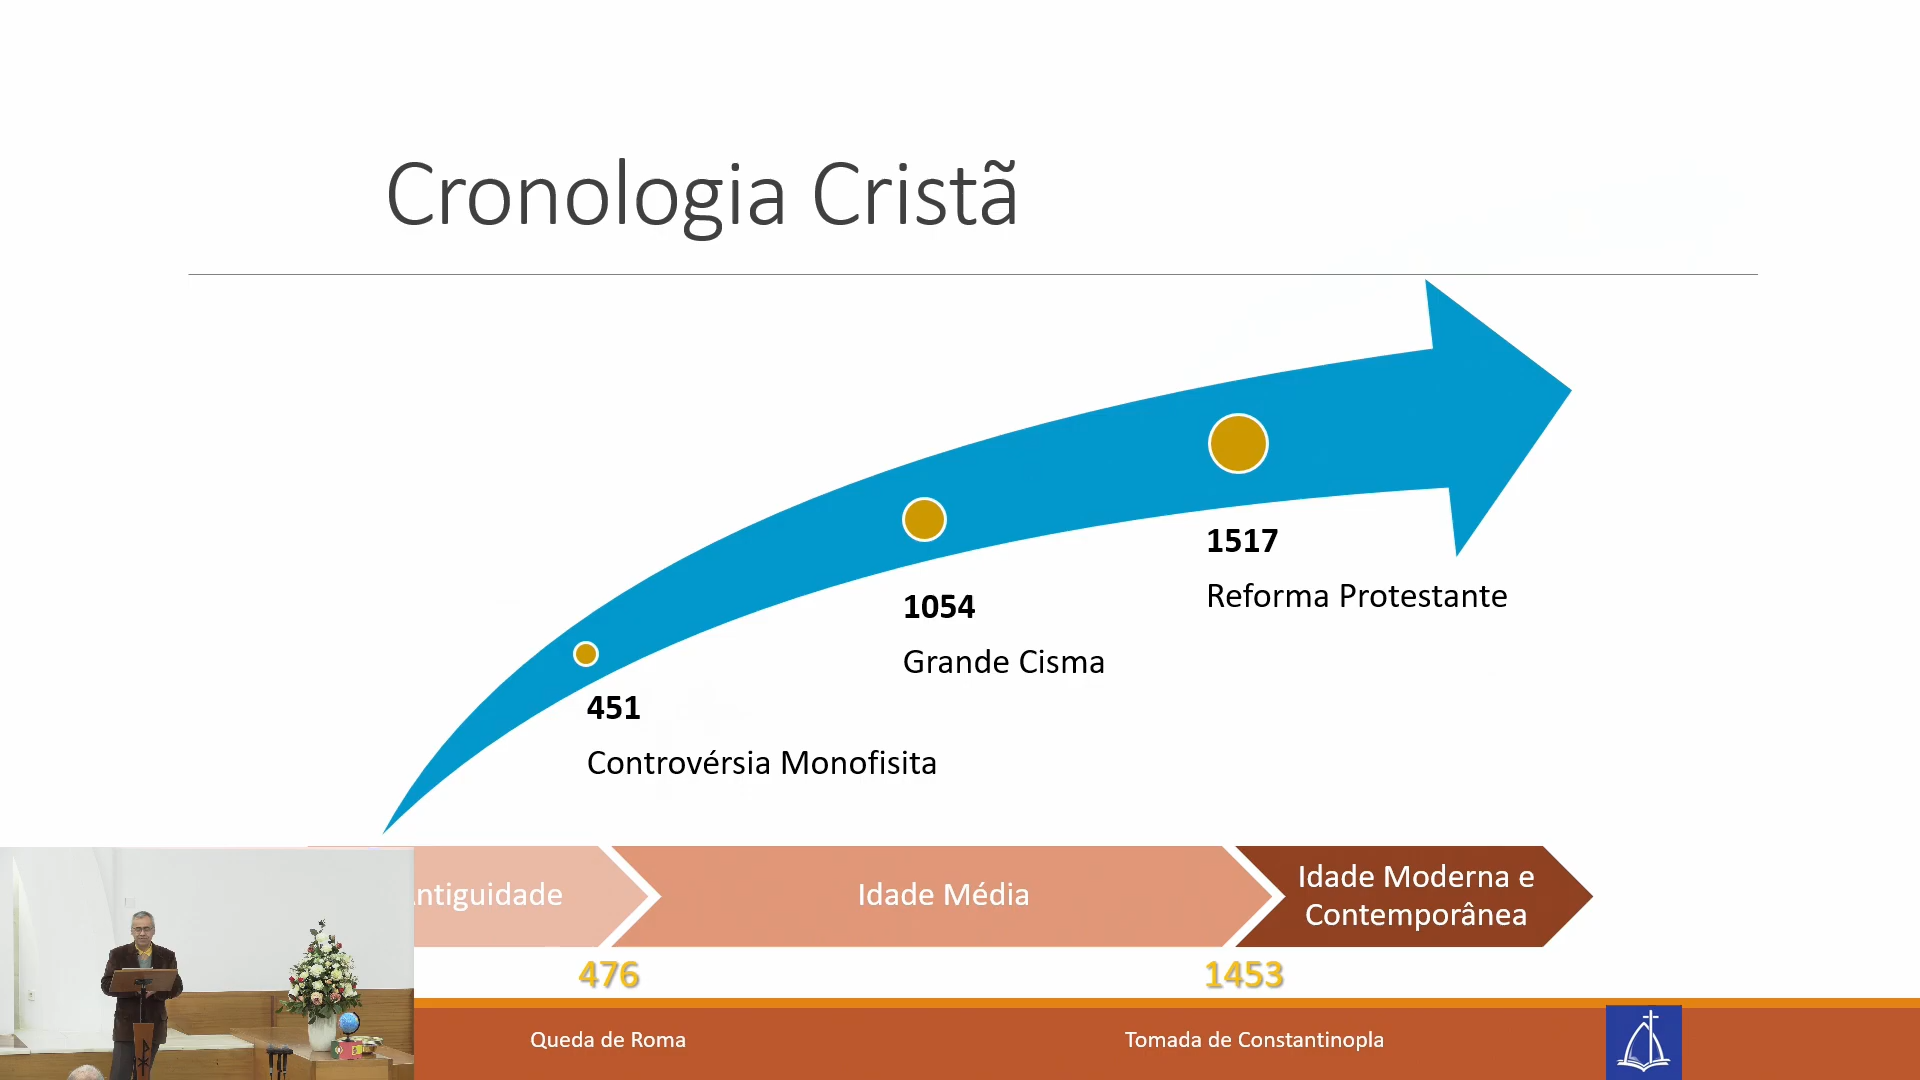 Cronologia Cristã
1517
Reforma Protestante
1054
Grande Cisma
451
Controvérsia Monofisita
ntiguidade
Idade Média
Idade Moderna e
Contemporânea
476
1453
Queda de Roma
Tomada de Constantinopla